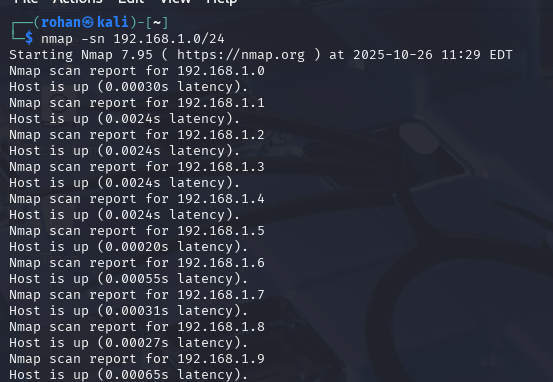 File Actions Edit View Help
┌──(rohan㉿kali)-[~]
└─$ nmap -sn 192.168.1.0/24
Starting Nmap 7.95 ( https://nmap.org ) at 2025-10-26 11:29 EDT
Nmap scan report for 192.168.1.0
Host is up (0.00030s latency).
Nmap scan report for 192.168.1.1
Host is up (0.0024s latency).
Nmap scan report for 192.168.1.2
Host is up (0.0024s latency).
Nmap scan report for 192.168.1.3
Host is up (0.0024s latency).
Nmap scan report for 192.168.1.4
Host is up (0.0024s latency).
Nmap scan report for 192.168.1.5
Host is up (0.00020s latency).
Nmap scan report for 192.168.1.6
Host is up (0.00055s latency).
Nmap scan report for 192.168.1.7
Host is up (0.00031s latency).
Nmap scan report for 192.168.1.8
Host is up (0.00027s latency).
Nmap scan report for 192.168.1.9
Host is up (0.00065s latency).